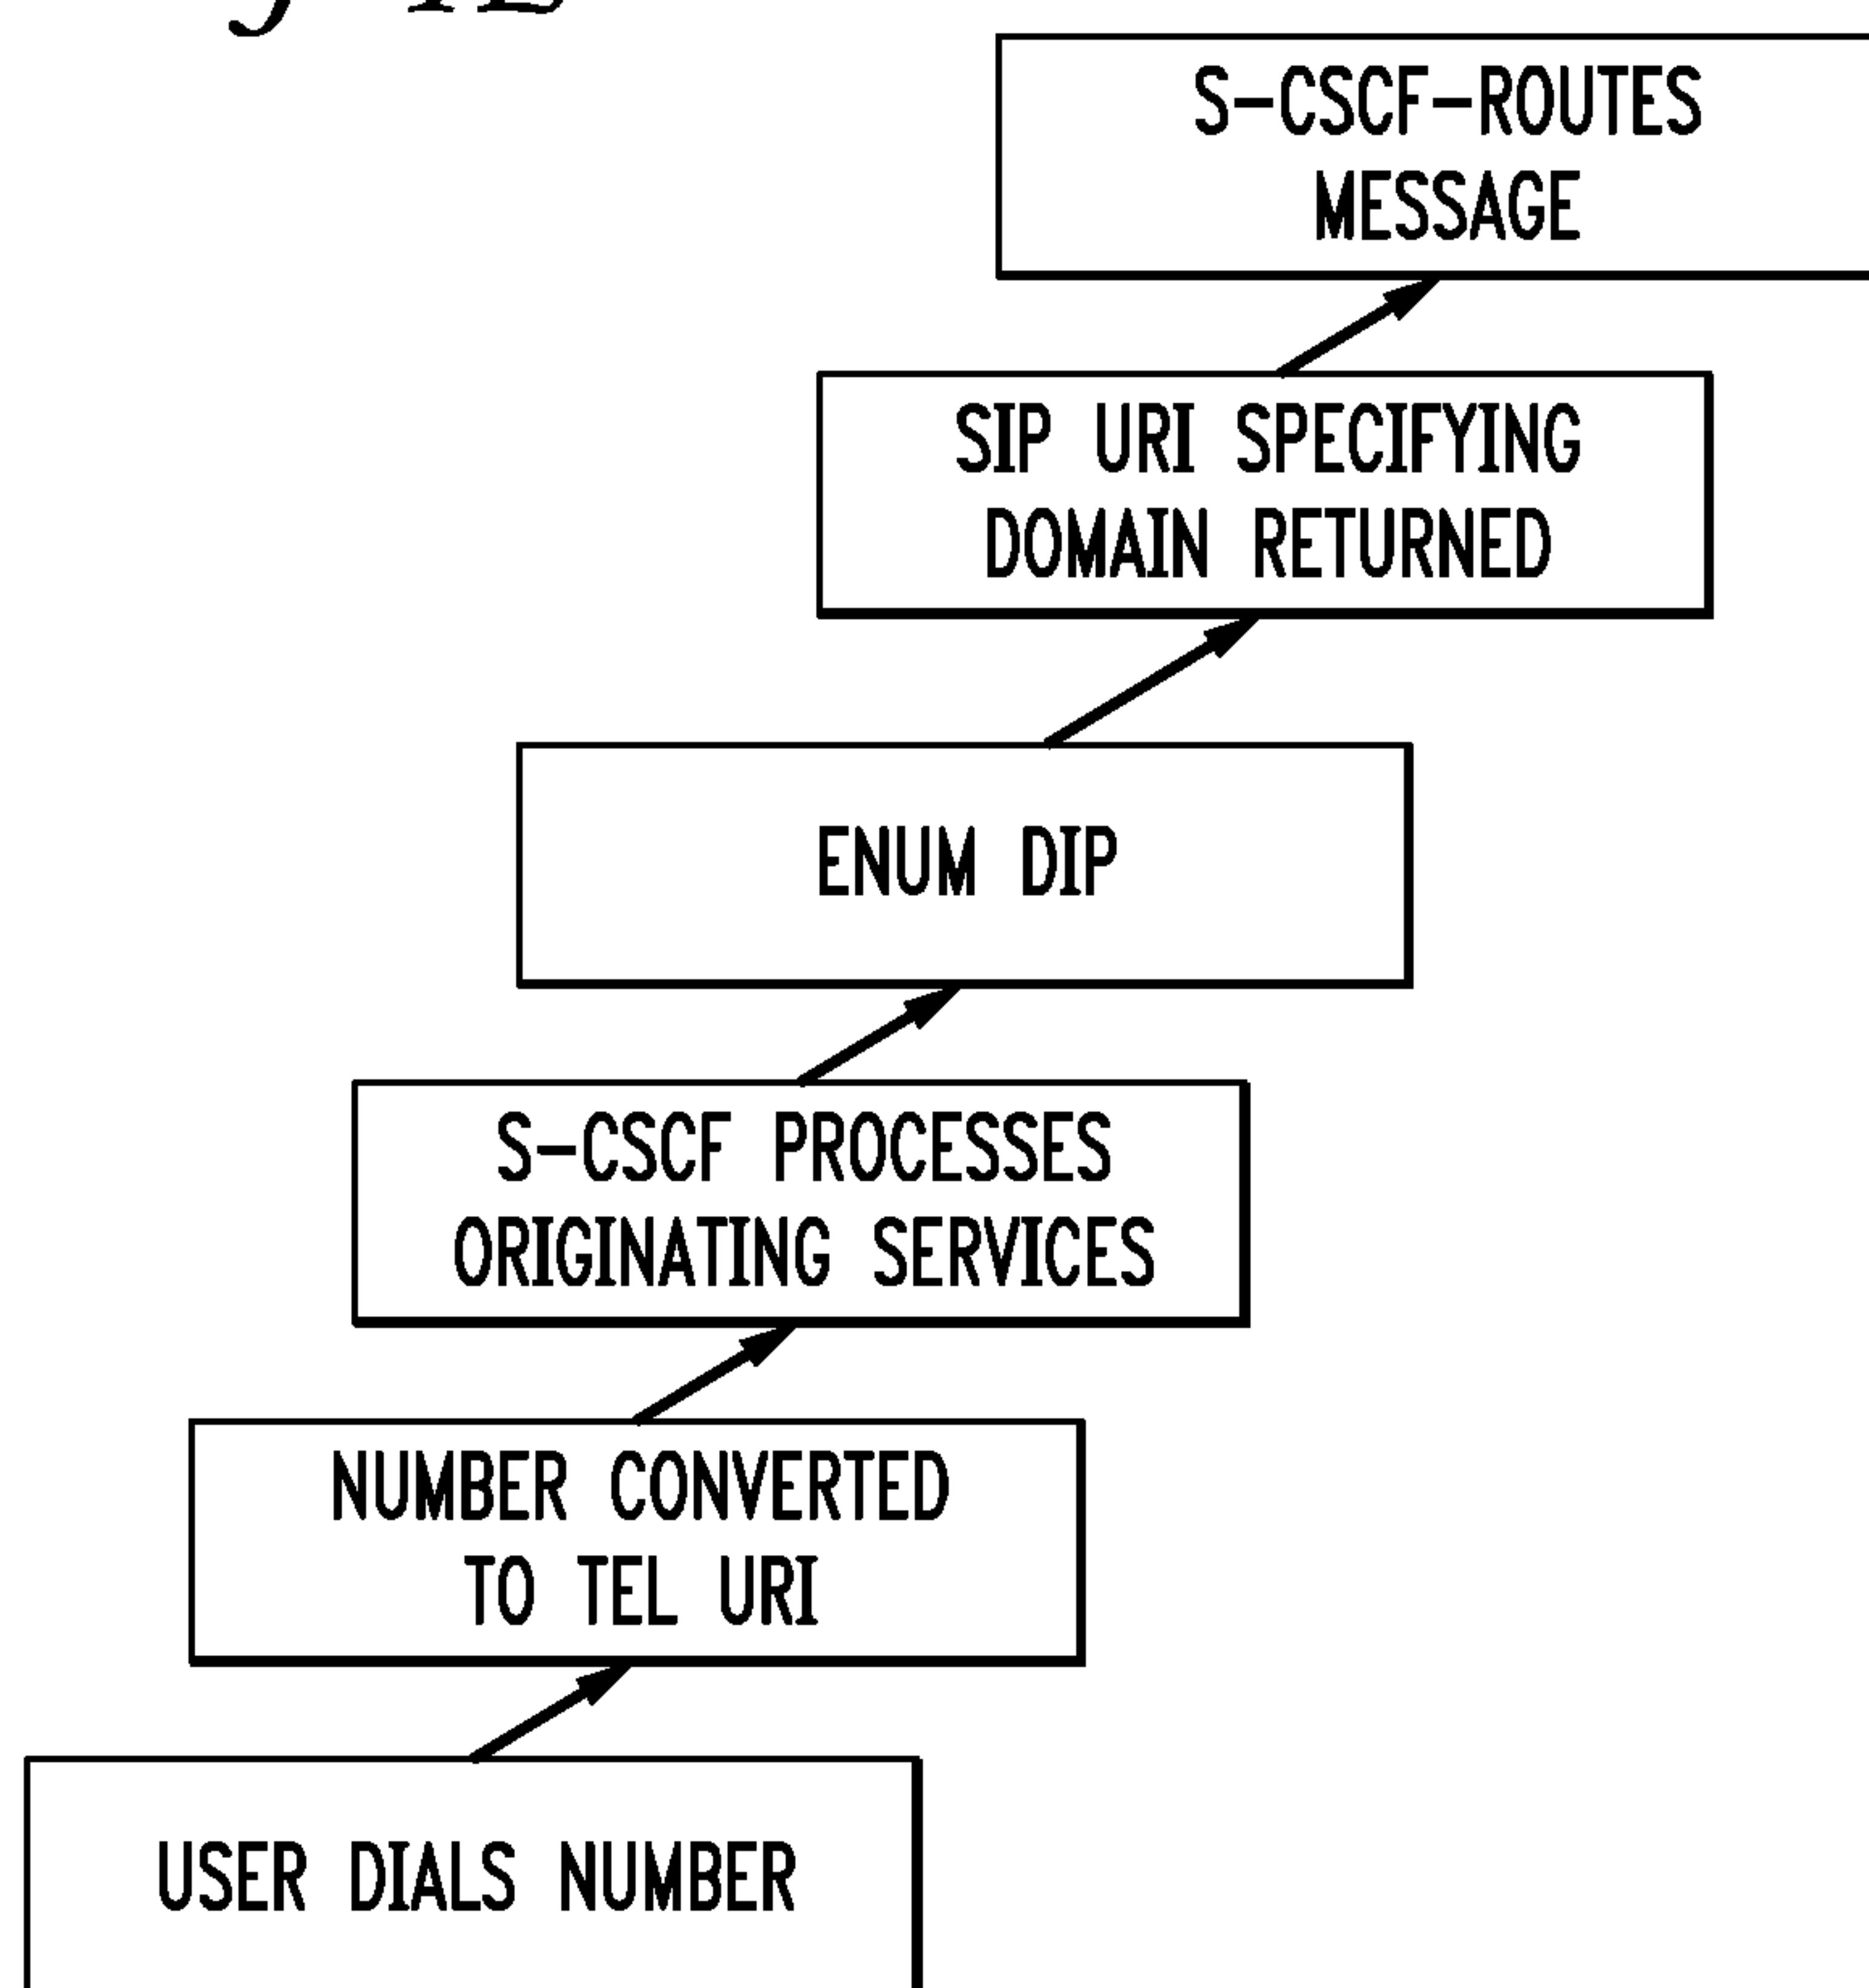 S-CSCF-ROUTES
MESSAGE
SIP URI SPECIFYING
DOMAIN RETURNED
ENUM DIP
S-CSCF PROCESSES
ORIGINATING SERVICES
NUMBER CONVERTED
TO TEL URI
USER DIALS NUMBER